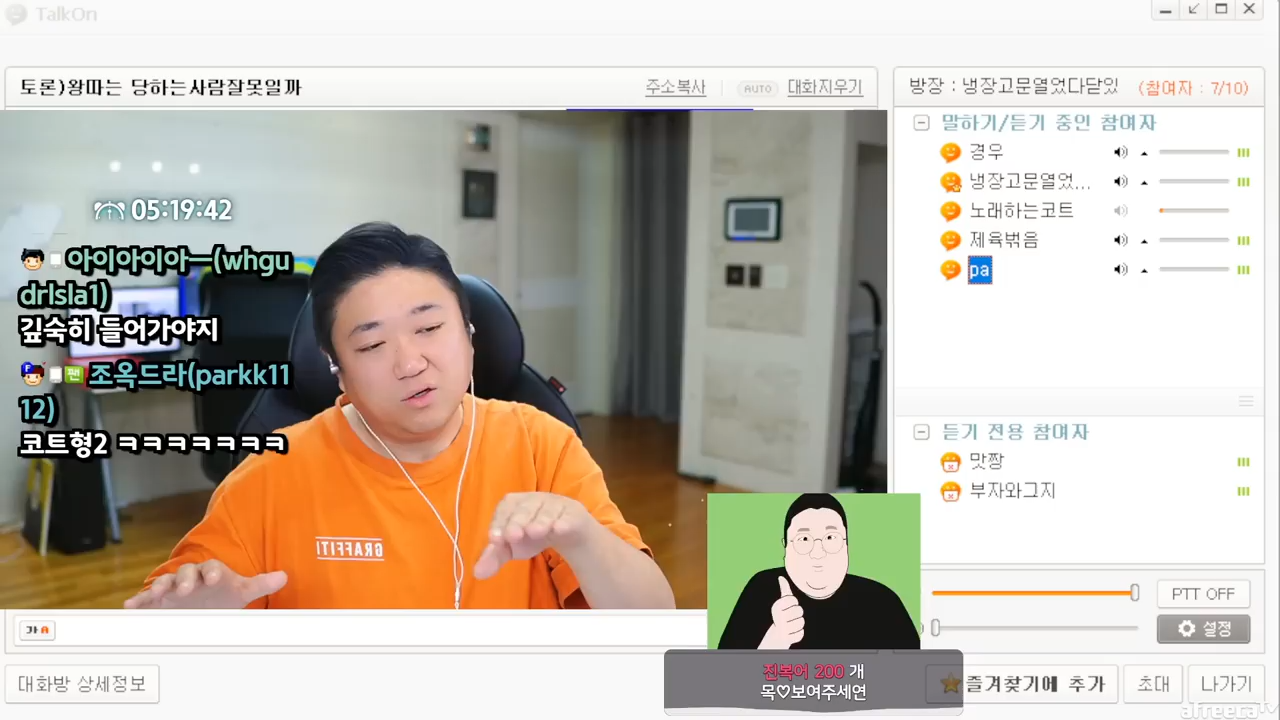 TalkOn
토론)왕따는 당하는사람잘못일까
주소복사
AUTO
대화지우기
방장 : 냉장고문열었다닫있
(참여자 : 7/10)
말하기/듣기 중인 참여자
경우
냉장고문열었...
노래하는코트
제육볶음
pa
듣기 전용 참여자
맛짱
부자와그지
05:19:42
아이아이아ㅡ(whgu
drlsla1)
깊숙히 들어가야지
팬 조옥드라(parkk11
12)
코트형2 ㅋㅋㅋㅋㅋㅋㅋ
GRAFFITI
PTT OFF
설정
가A
진복어 200 개
목♡보여주세연
대화방 상세정보
즐겨찾기에 추가
초대
나가기
afreecaTV